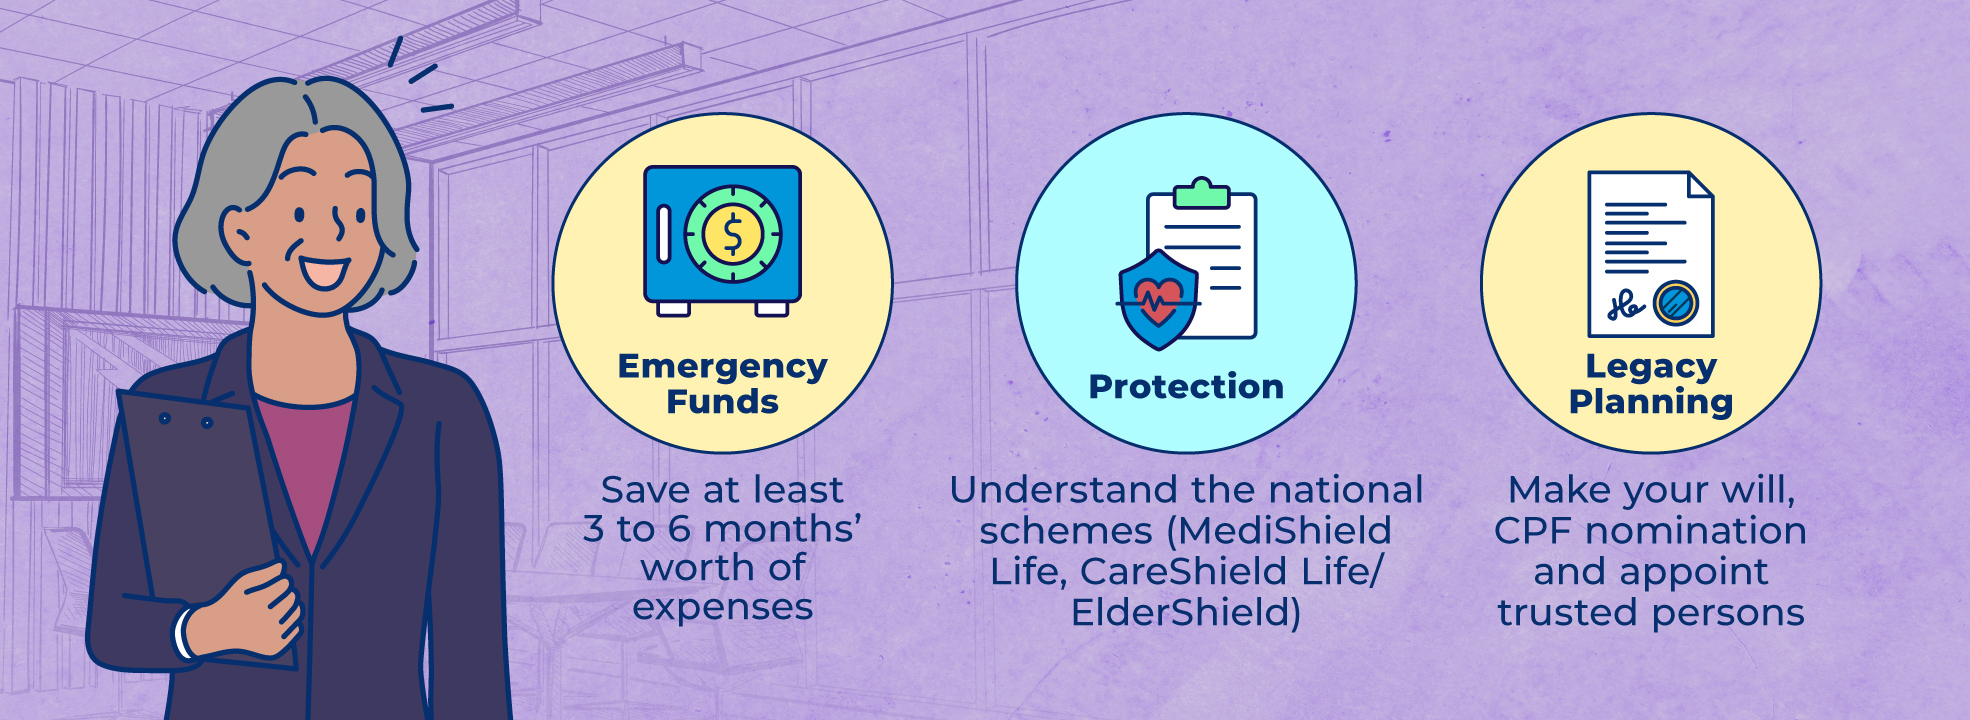 Emergency
Funds
Save at least
3 to 6 months’
worth of
expenses
Protection
Understand the national
schemes (MediShield
Life, CareShield Life/
ElderShield)
Legacy
Planning
Make your will,
CPF nomination
and appoint
trusted persons